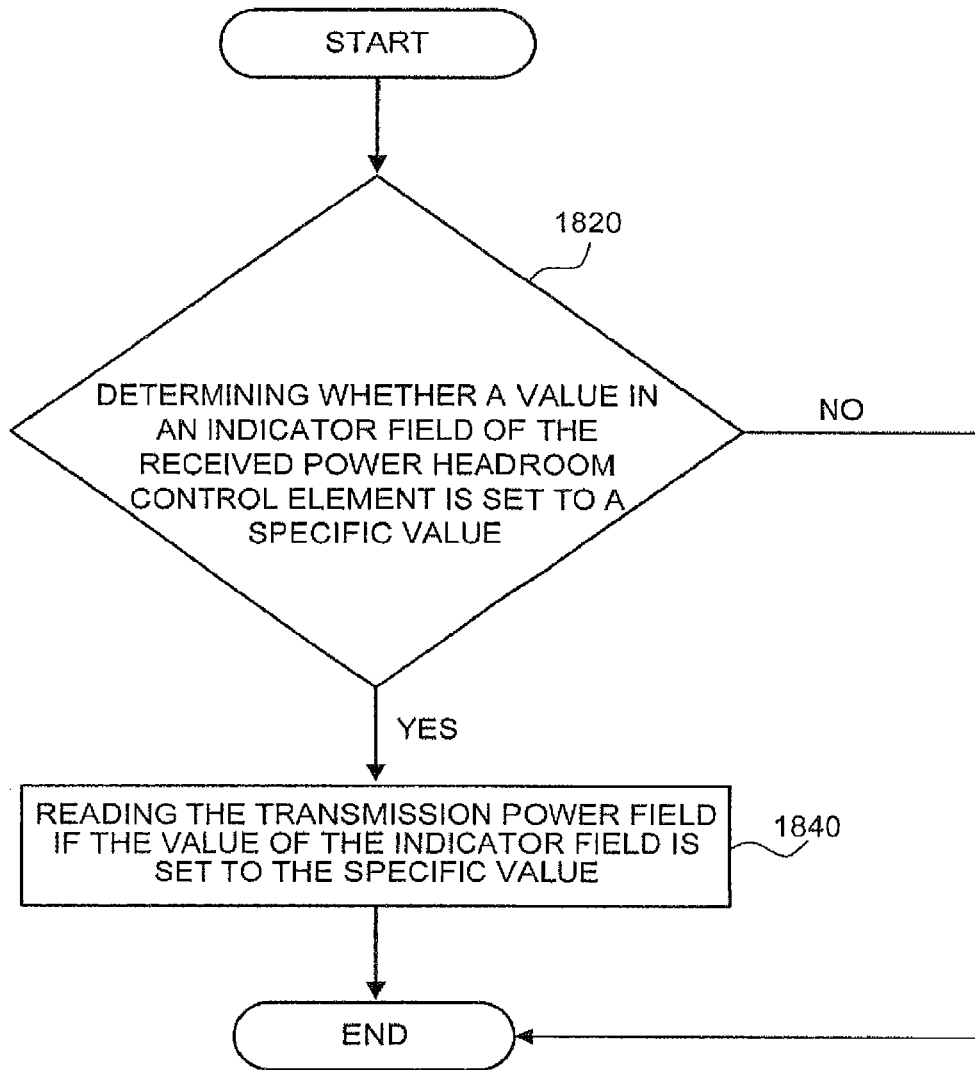 START
1820
DETERMINING WHETHER A VALUE IN
AN INDICATOR FIELD OF THE
RECEIVED POWER HEADROOM
CONTROL ELEMENT IS SET TO A
SPECIFIC VALUE
NO
YES
READING THE TRANSMISSION POWER FIELD
IF THE VALUE OF THE INDICATOR FIELD IS
SET TO THE SPECIFIC VALUE
1840
END